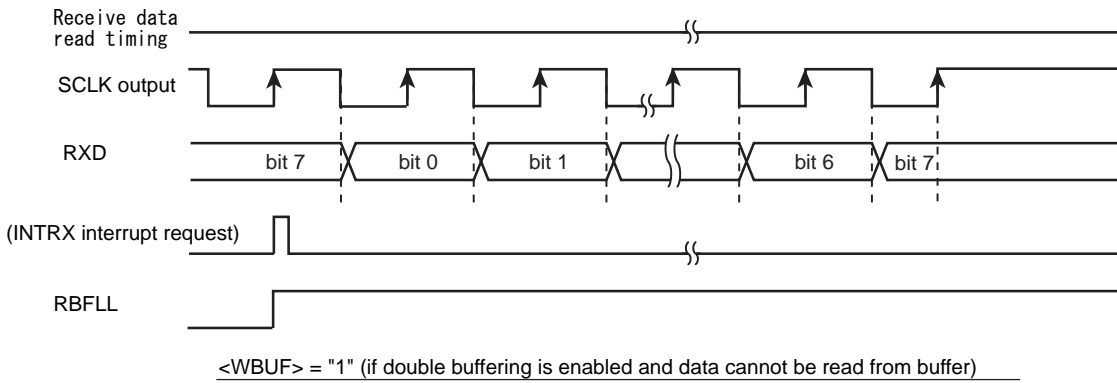 Receive data
read timing
SCLK output
RXD
bit 7
bit 0
bit 1
bit 6
bit 7
(INTRX interrupt request)
RBFLL
<WBUF> = "1" (if double buffering is enabled and data cannot be read from buffer)